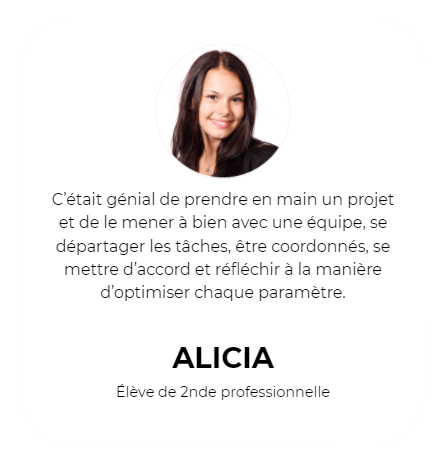 C'était génial de prendre en main un projet
et de le mener à bien avec une équipe, se
départager les tâches, être coordonnés, se
mettre d'accord et réfléchir à la manière
d'optimiser chaque paramètre.
ALICIA
Élève de 2nde professionnelle